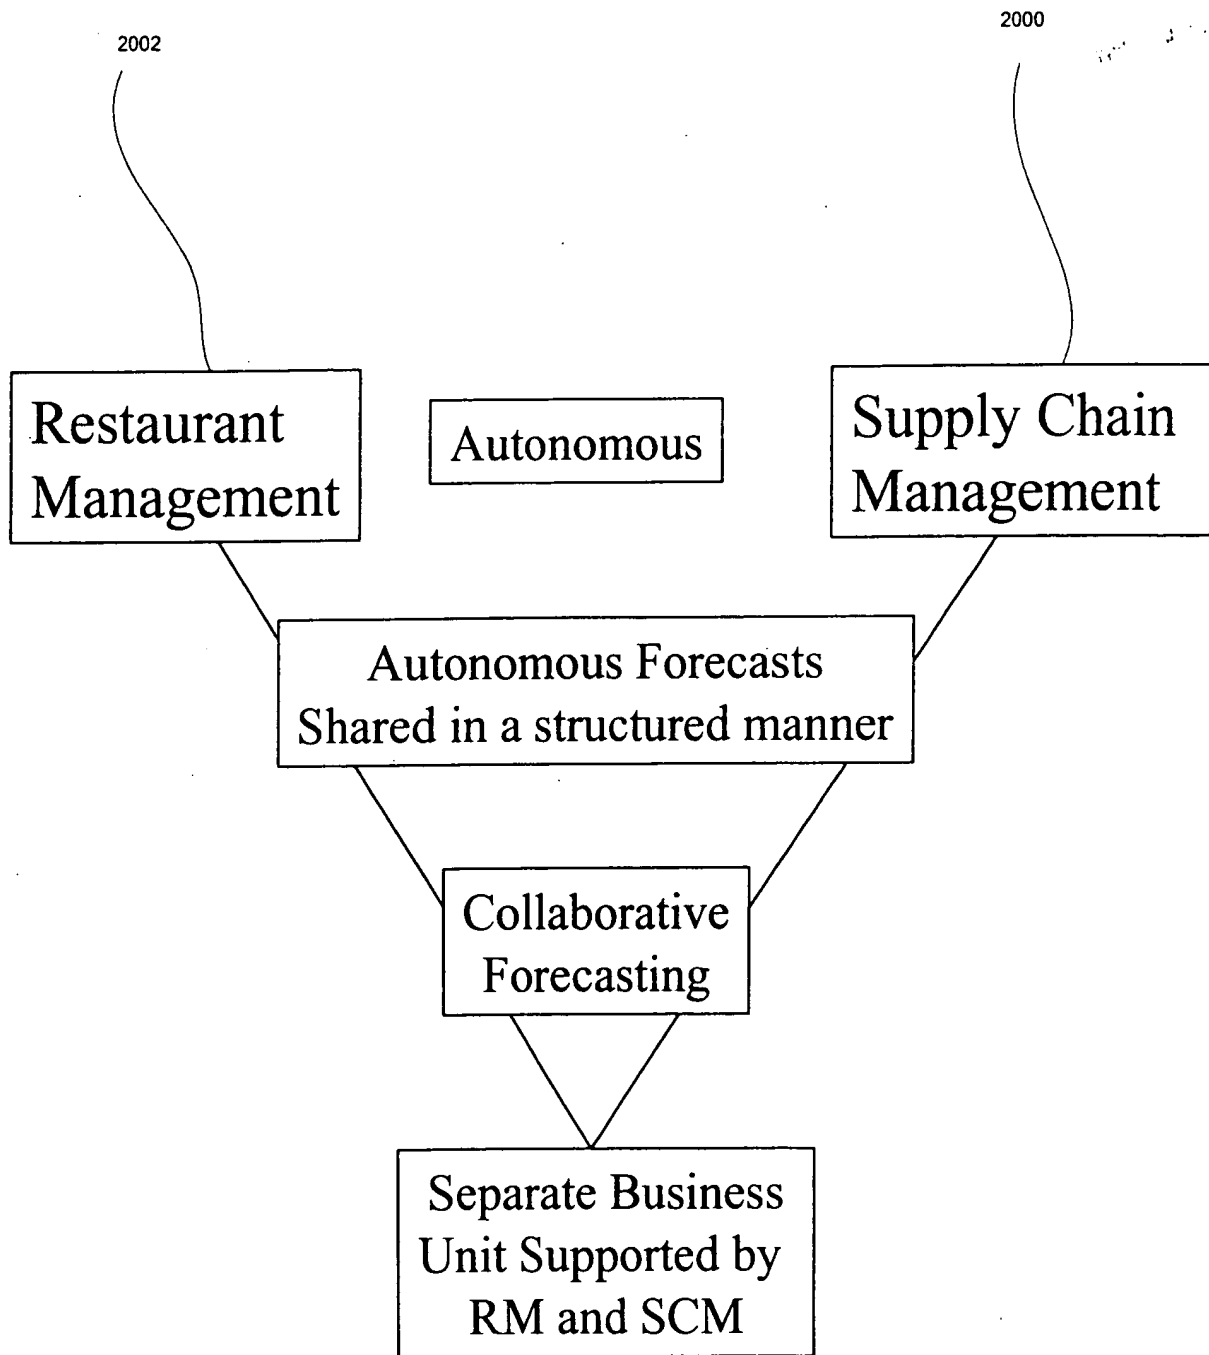 2002
2000
Restaurant
Management
Autonomous
Supply Chain
Management
Autonomous Forecasts
Shared in a structured manner
Collaborative
Forecasting
Separate Business
Unit Supported by
RM and SCM